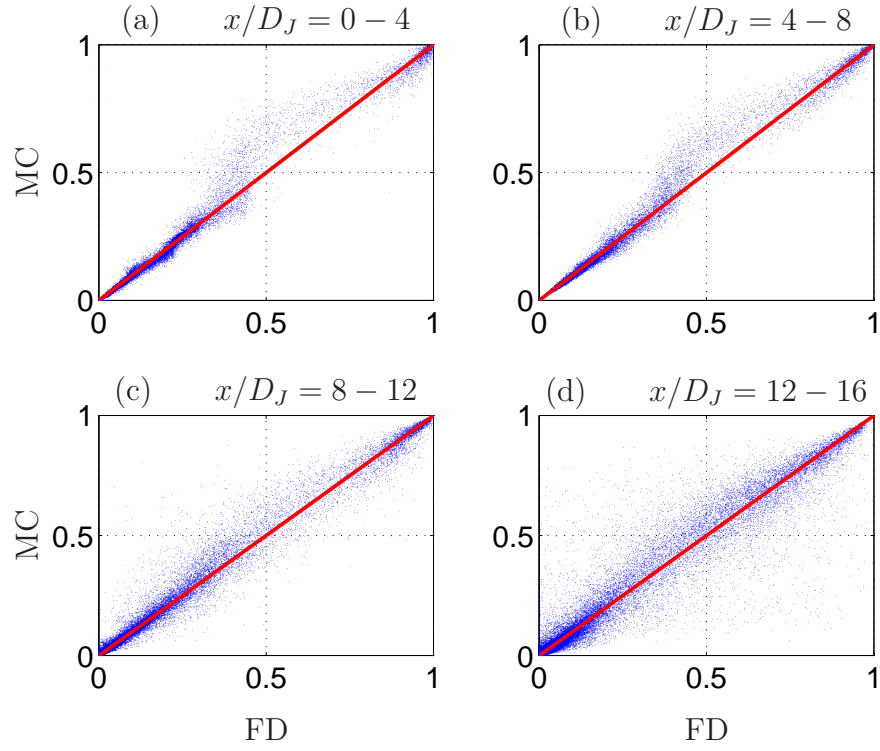 (a) x/D_J = 0 − 4
(b) x/D_J = 4 − 8
1
0.5
0
MC
0 0.5 1
1
0.5
0
0 0.5 1
(c) x/D_J = 8 − 12
(d) x/D_J = 12 − 16
1
0.5
0
MC
0 0.5 1
FD
1
0.5
0
0 0.5 1
FD